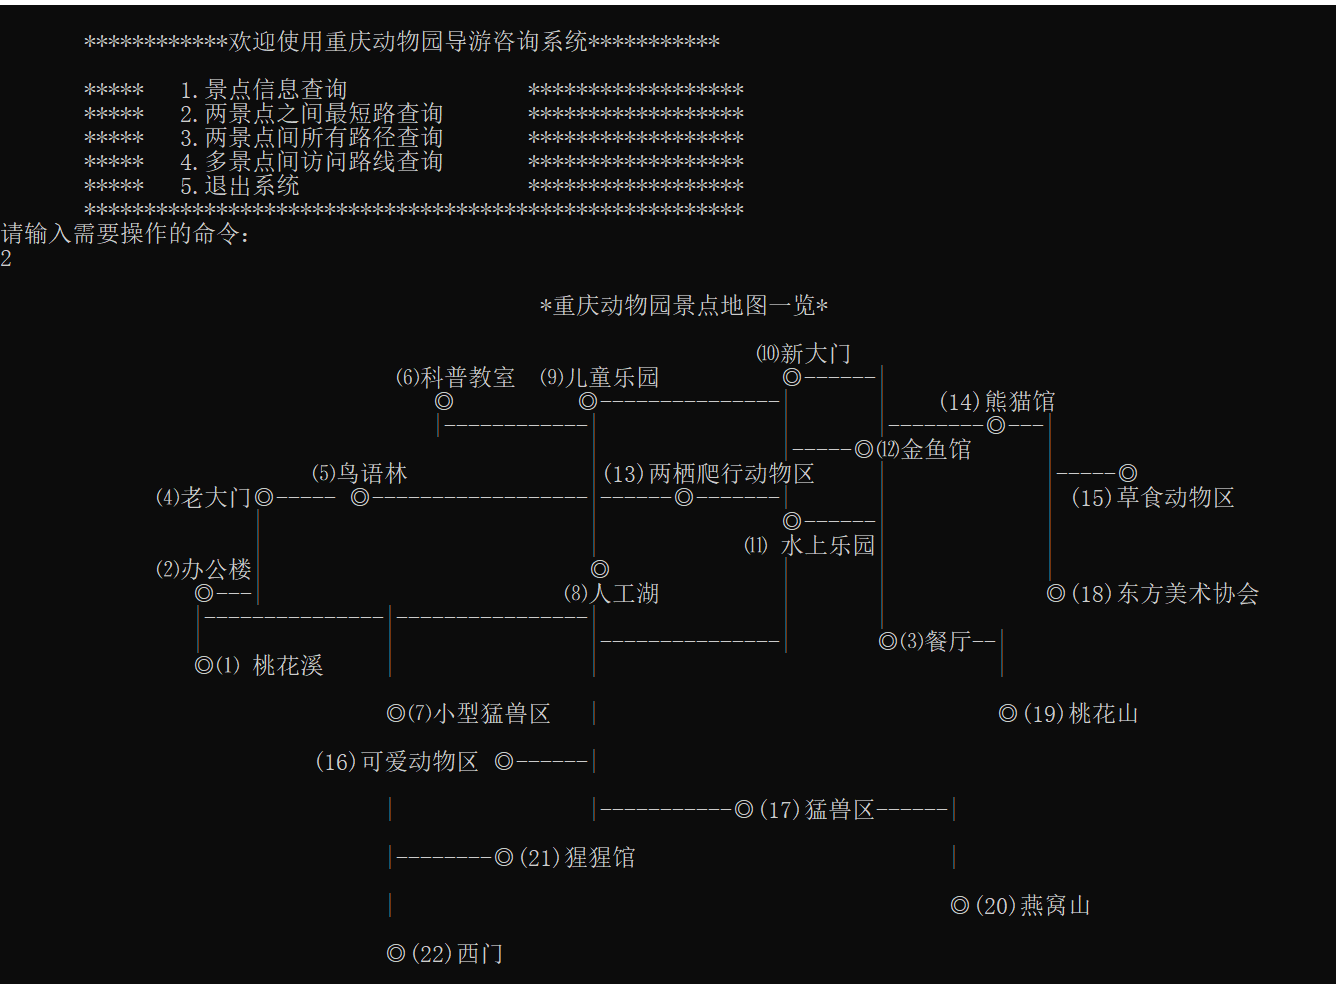 ************欢迎使用重庆动物园导游咨询系统***********
***** 1.景点信息查询 ******************
***** 2.两景点之间最短路查询 ******************
***** 3.两景点间所有路径查询 ******************
***** 4.多景点间访问路线查询 ******************
***** 5.退出系统 ******************
*******************************************************
请输入需要操作的命令:
2
*重庆动物园景点地图一览*
⑽新大门
⑹科普教室 ⑼儿童乐园 ◎------|
◎ ◎---------------| (14)熊猫馆
|------------| --------◎---|
|-----◎⑿金鱼馆
⑸鸟语林 (13)两栖爬行动物区 -----◎
⑷老大门◎----- ◎------------------|------◎-------| (15)草食动物区
| ◎------|
⑾ 水上乐园
⑵办公楼 ◎
◎---| ⑻人工湖 ◎(18)东方美术协会
|---------------|----------------|
|---------------| ◎⑶餐厅--|
◎⑴ 桃花溪
◎⑺小型猛兽区 | ◎(19)桃花山
(16)可爱动物区 ◎------|
| |-----------◎(17)猛兽区------|
|--------◎(21)猩猩馆 |
| ◎(20)燕窝山
◎(22)西门